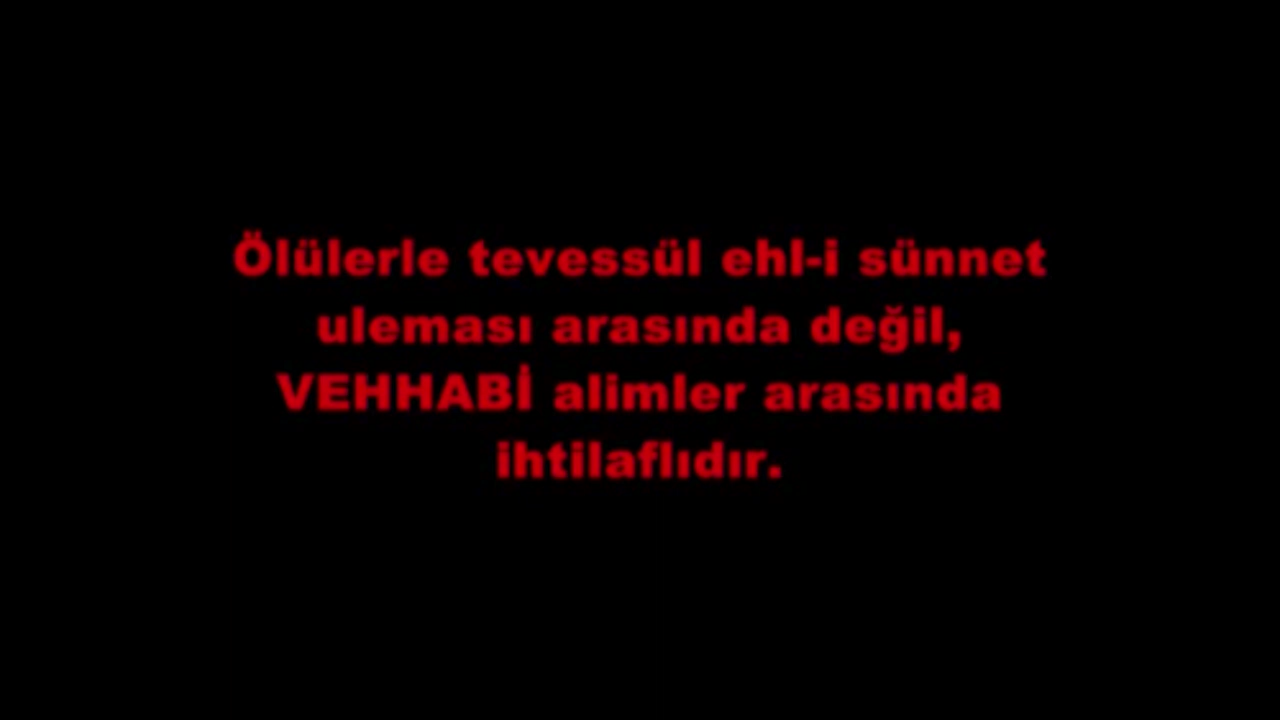 Ölülerle tevessül ehl-i sünnet
uleması arasında değil,
VEHHABİ alimler arasında
ihtilaflıdır.